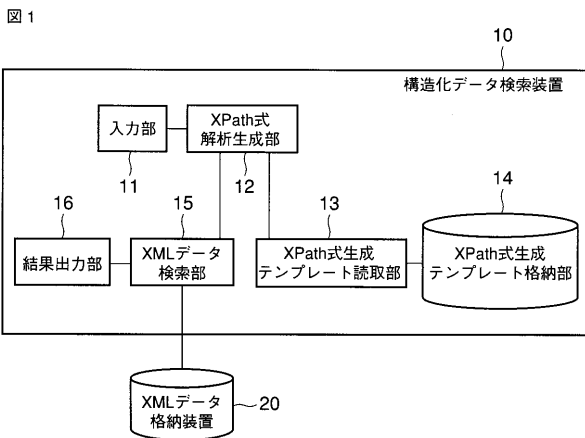 図1
10
構造化データ検索装置
入力部
XPath式
解析生成部
11
12
16
15
13
14
結果出力部
XMLデータ
検索部
XPath式生成
テンプレート読取部
XPath式生成
テンプレート格納部
XMLデータ
格納装置
20